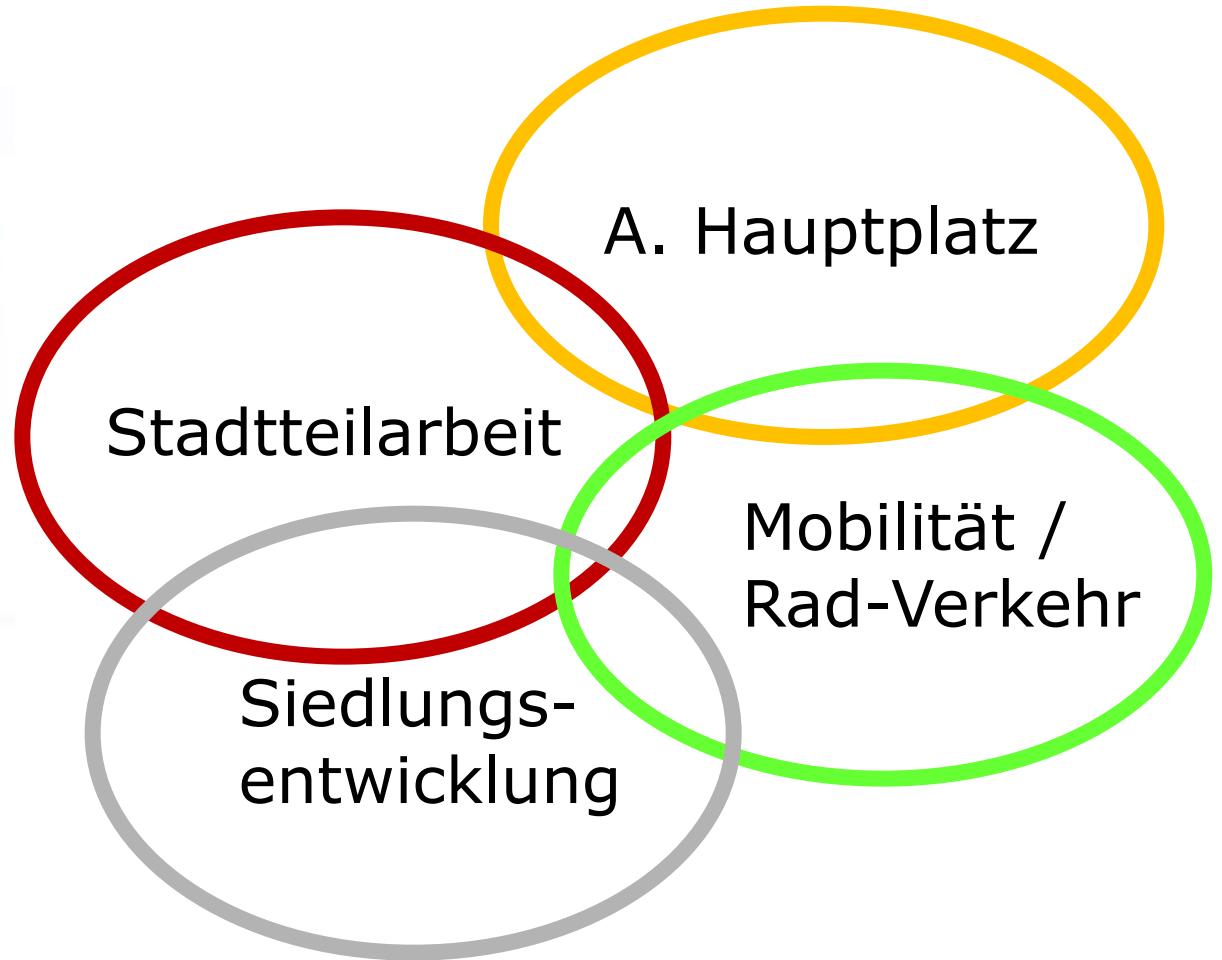 A. Hauptplatz
Stadtteilarbeit
Mobilität /
Rad-Verkehr
Siedlungs-
entwicklung